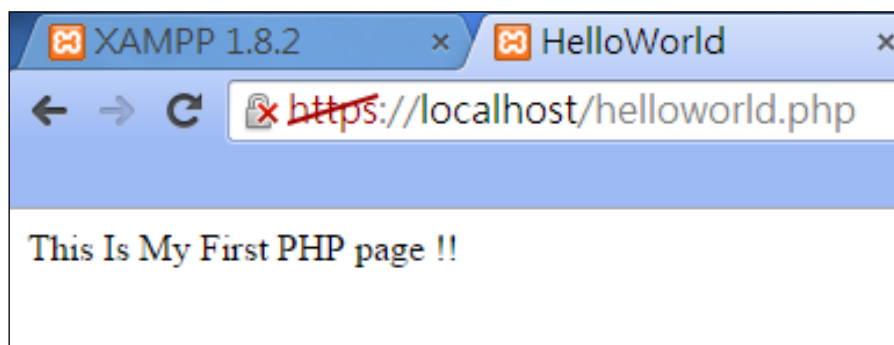 XAMPP 1.8.2 × HelloWorld ×
https://localhost/helloworld.php
This Is My First PHP page !!